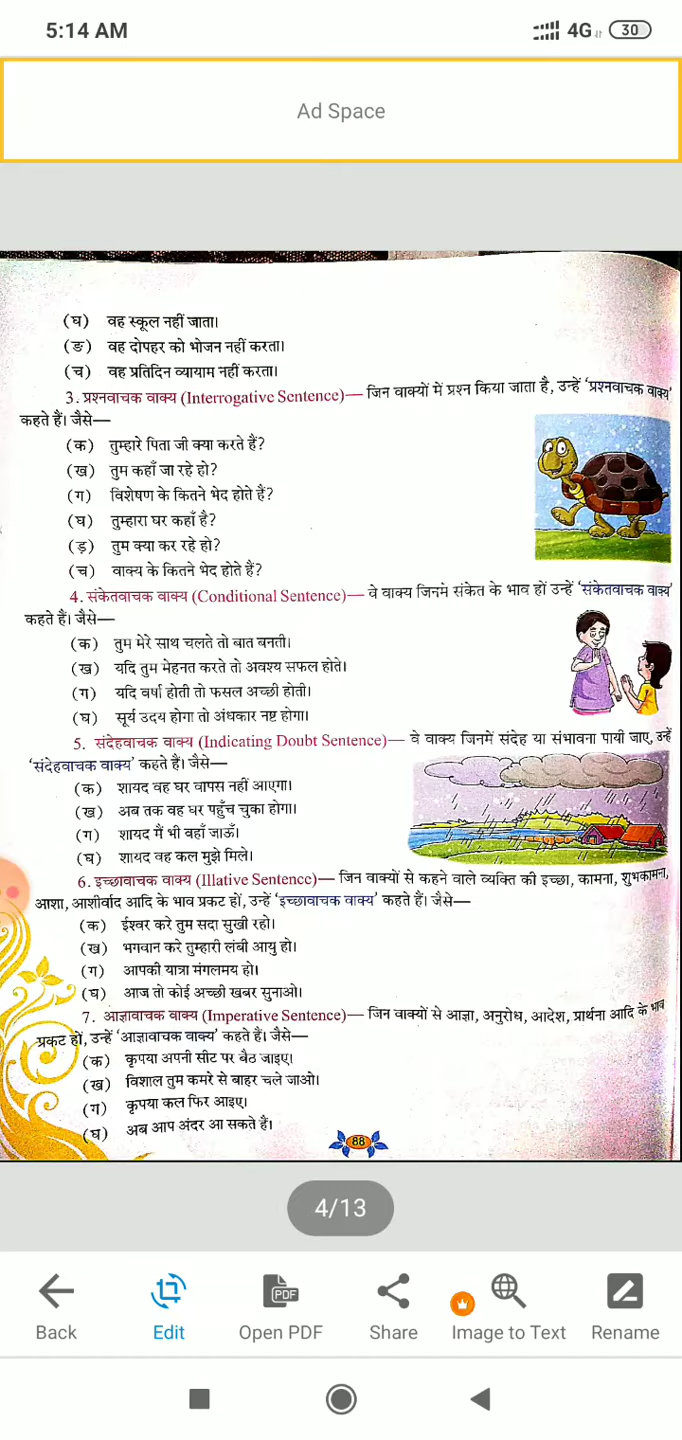 5:14 AM
4G 30
Ad Space
(घ) वह स्कूल नहीं जाता।
(ङ) वह दोपहर को भोजन नहीं करता।
(च) वह प्रतिदिन व्यायाम नहीं करता।
3. प्रश्नवाचक वाक्य (Interrogative Sentence)— जिन वाक्यों में प्रश्न किया जाता है, उन्हें ‘प्रश्नवाचक वाक्य’
कहते हैं। जैसे—
(क) तुम्हारे पिता जी क्या करते हैं?
(ख) तुम कहाँ जा रहे हो?
(ग) विशेषण के कितने भेद होते हैं?
(घ) तुम्हारा घर कहाँ है?
(ड़) तुम क्या कर रहे हो?
(च) वाक्य के कितने भेद होते हैं?
4. संकेतवाचक वाक्य (Conditional Sentence)— वे वाक्य जिनमे संकेत के भाव हों उन्हें ‘संकेतवाचक वाक्य’
कहते हैं। जैसे—
(क) तुम मेरे साथ चलते तो बात बनती।
(ख) यदि तुम मेहनत करते तो अवश्य सफल होते।
(ग) यदि वर्षा होती तो फसल अच्छी होती।
(घ) सूर्य उदय होगा तो अंधकार नष्ट होगा।
5. संदेहवाचक वाक्य (Indicating Doubt Sentence)— वे वाक्य जिनमें संदेह या संभावना पायी जाए, उन्हें
‘संदेहवाचक वाक्य’ कहते हैं। जैसे—
(क) शायद वह घर वापस नहीं आएगा।
(ख) अब तक वह घर पहुँच चुका होगा।
(ग) शायद मैं भी वहाँ जाऊँ।
(घ) शायद वह कल मुझे मिले।
6. इच्छावाचक वाक्य (Illative Sentence)— जिन वाक्यों से कहने वाले व्यक्ति की इच्छा, कामना, शुभकामना,
आशा, आशीर्वाद आदि के भाव प्रकट हों, उन्हें ‘इच्छावाचक वाक्य’ कहते हैं। जैसे—
(क) ईश्वर करे तुम सदा सुखी रहो।
(ख) भगवान करे तुम्हारी लंबी आयु हो।
(ग) आपकी यात्रा मंगलमय हो।
(घ) आज तो कोई अच्छी खबर सुनाओ।
7. आज्ञावाचक वाक्य (Imperative Sentence)— जिन वाक्यों से आज्ञा, अनुरोध, आदेश, प्रार्थना आदि के भाव
प्रकट हों, उन्हें ‘आज्ञावाचक वाक्य’ कहते हैं। जैसे—
(क) कृपया अपनी सीट पर बैठ जाइए।
(ख) विशाल तुम कमरे से बाहर चले जाओ।
(ग) कृपया कल फिर आइए।
(घ) अब आप अंदर आ सकते हैं।
88
4/13
PDF
Back Edit Open PDF Share Image to Text Rename